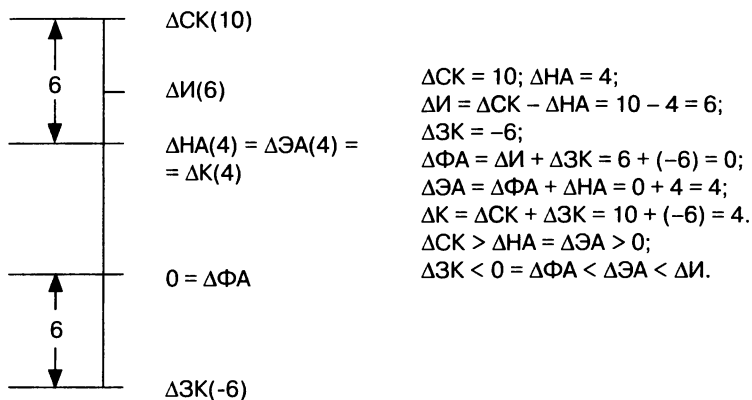 ΔСК(10)
6
ΔИ(6)
ΔНА(4) = ΔЭА(4) =
= ΔК(4)
0 = ΔФА
6
ΔЗК(-6)
ΔСК = 10; ΔНА = 4;
ΔИ = ΔСК – ΔНА = 10 – 4 = 6;
ΔЗК = –6;
ΔФА = ΔИ + ΔЗК = 6 + (-6) = 0;
ΔЭА = ΔФА + ΔНА = 0 + 4 = 4;
ΔК = ΔСК + ΔЗК = 10 + (-6) = 4.
ΔСК > ΔНА = ΔЭА > 0;
ΔЗК < 0 = ΔФА < ΔЭА < ΔИ.